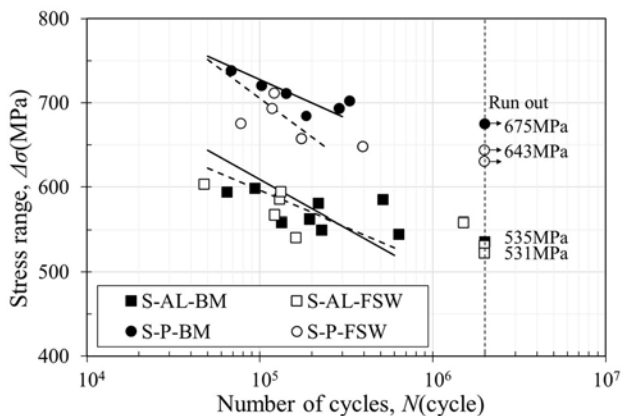 Stress range, Δσ(MPa)
800
700
600
500
400
Run out
675MPa
643MPa
535MPa
531MPa
S-AL-BM
S-AL-FSW
S-P-BM
S-P-FSW
10⁴
10⁵
10⁶
10⁷
Number of cycles, N(cycle)